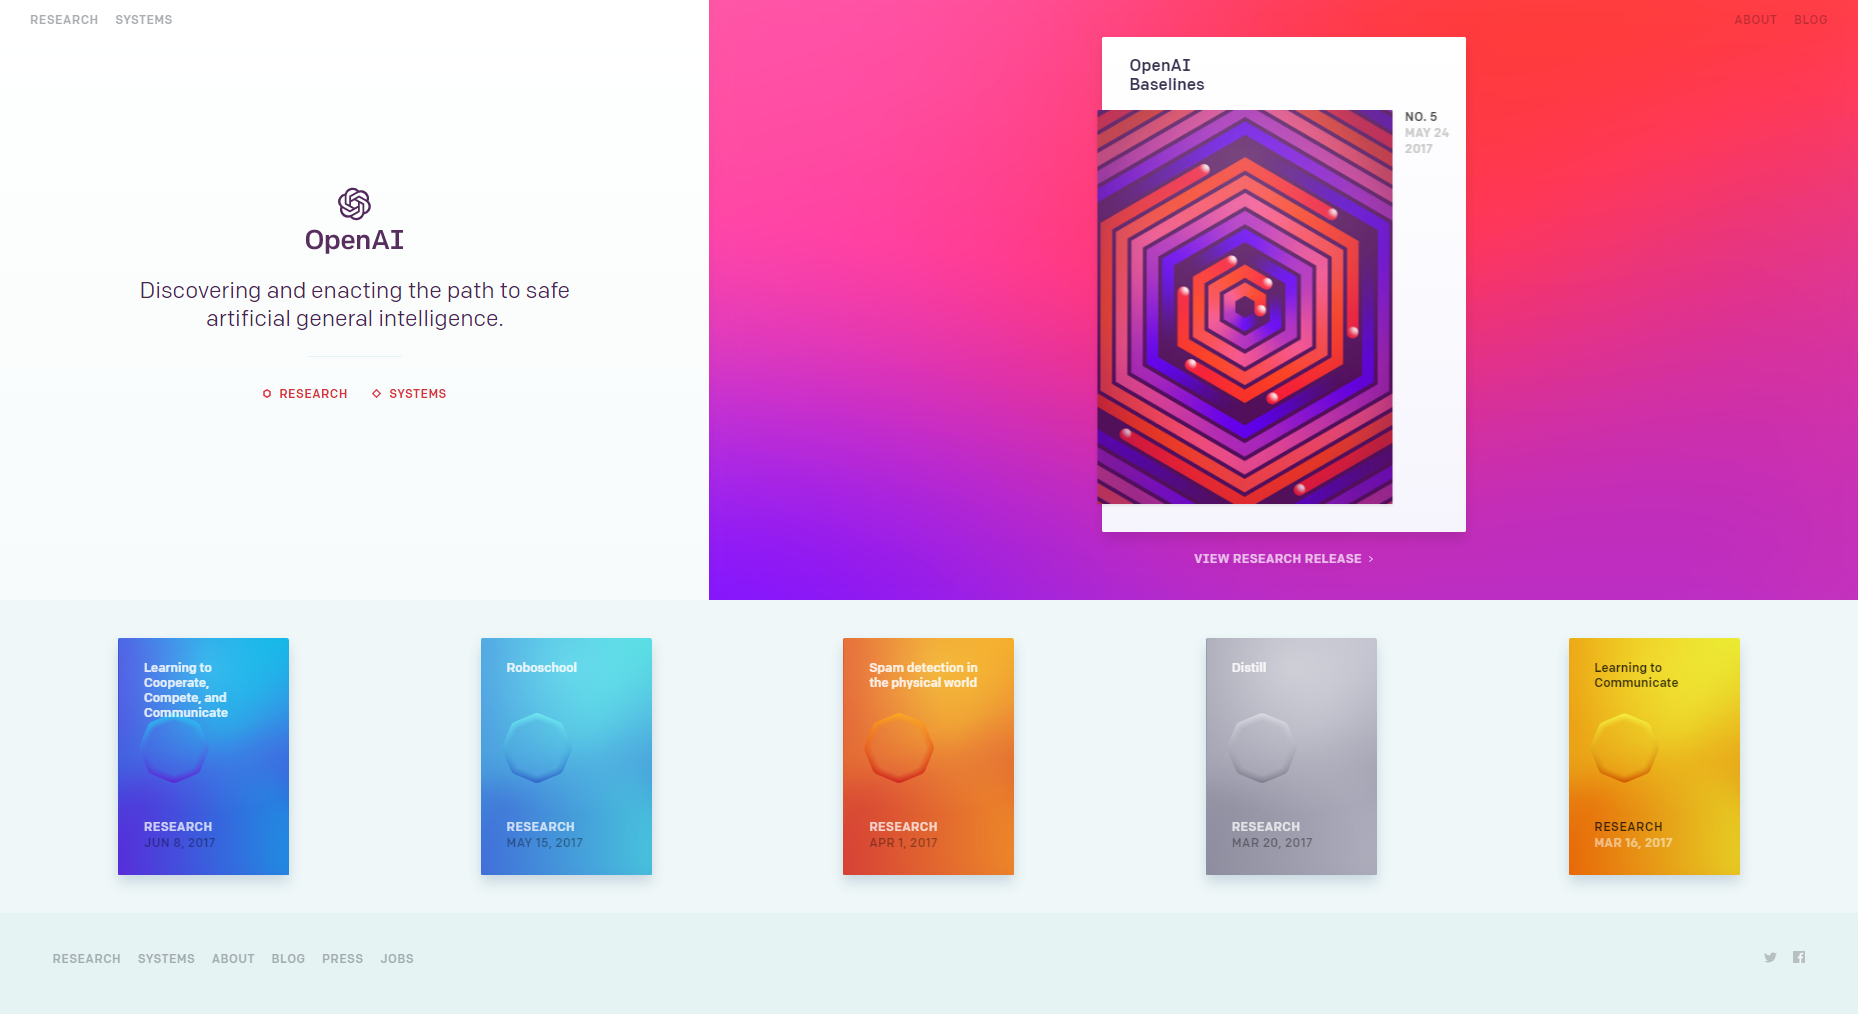 RESEARCH SYSTEMS
ABOUT BLOG
OpenAI
Discovering and enacting the path to safe
artificial general intelligence.
RESEARCH SYSTEMS
OpenAI
Baselines
NO. 5
MAY 24
2017
VIEW RESEARCH RELEASE >
Learning to
Cooperate,
Compete, and
Communicate
RESEARCH
JUN 8, 2017
Roboschool
RESEARCH
MAY 15, 2017
Spam detection in
the physical world
RESEARCH
APR 1, 2017
Distill
RESEARCH
MAR 20, 2017
Learning to
Communicate
RESEARCH
MAR 16, 2017
RESEARCH SYSTEMS ABOUT BLOG PRESS JOBS